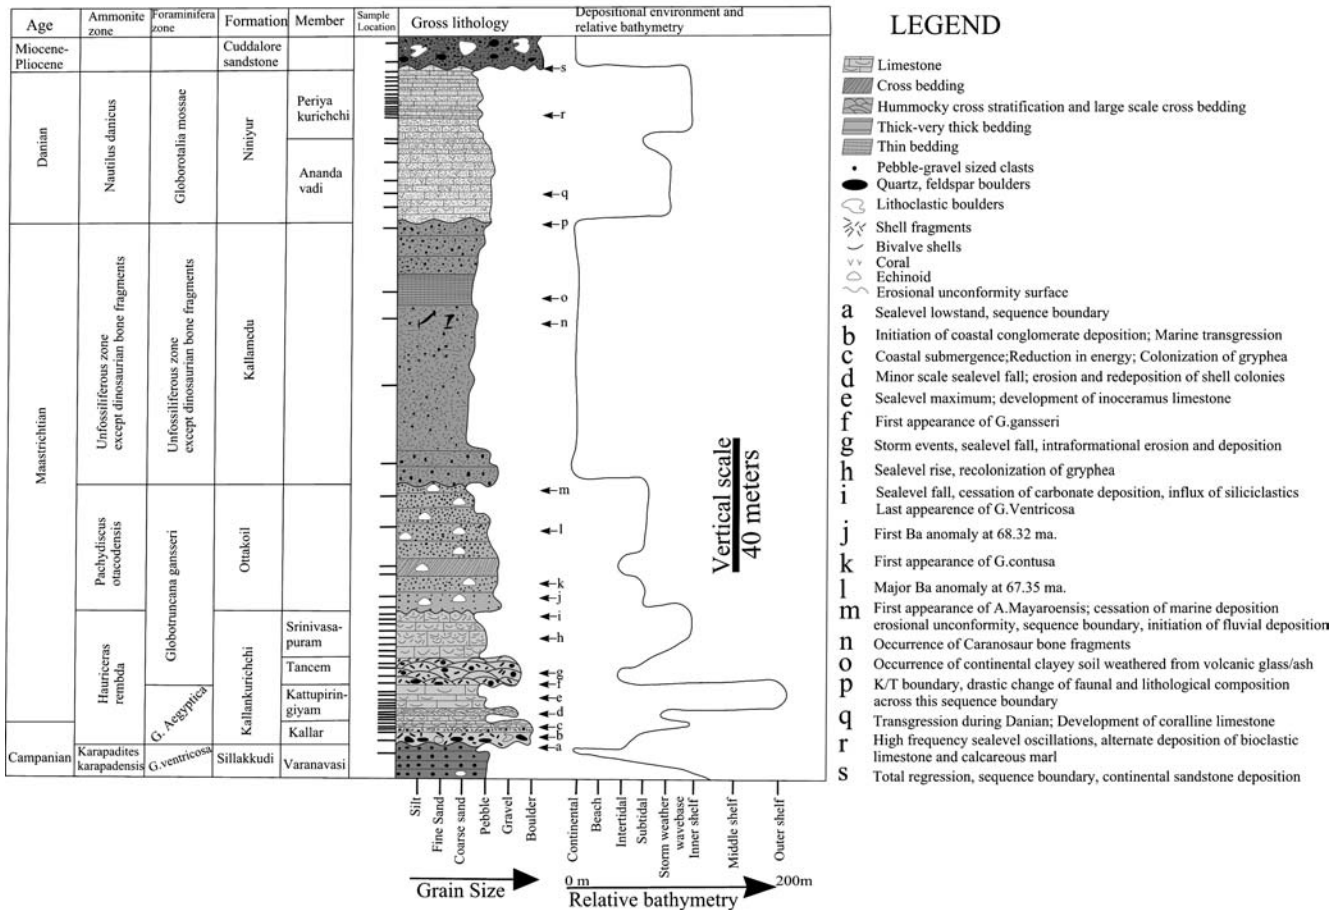 Age
Ammonite
zone
Foraminifera
zone
Formation
Member
Sample
Location
Gross lithology
Depositional environment and
relative bathymetry
Miocene-
Pliocene
Cuddalore
sandstone
Danian
Nautilus danicus
Globorotalia mossae
Niniyur
Periya
kurichchi
Ananda
vadi
Maastrichtian
Unfossiliferous zone
except dinosaurian bone fragments
Unfossiliferous zone
except dinosaurian bone fragments
Kallamedu
Pachydiscus
otacodensis
Globotruncana gansseri
Ottakoil
Hauriceras
rembda
Kallankurichchi
Srinivasa-
puram
Tancem
G. Aegyptica
Kattupirin-
giyam
Kallar
Campanian
Karapadites
karapadensis
G.ventricosa
Sillakkudi
Varanavasi
s
r
q
p
o
n
m
l
k
j
i
h
g
f
e
d
c
b
a
Vertical scale
40 meters
Silt
Fine Sand
Coarse sand
Pebble
Gravel
Boulder
Grain Size
Continental
Beach
Intertidal
Subtidal
Storm weather
wavebase
Inner shelf
Middle shelf
Outer shelf
0 m
200m
Relative bathymetry
LEGEND
Limestone
Cross bedding
Hummocky cross stratification and large scale cross bedding
Thick-very thick bedding
Thin bedding
Pebble-gravel sized clasts
Quartz, feldspar boulders
Lithoclastic boulders
Shell fragments
Bivalve shells
Coral
Echinoid
Erosional unconformity surface
a Sealevel lowstand, sequence boundary
b Initiation of coastal conglomerate deposition; Marine transgression
c Coastal submergence;Reduction in energy; Colonization of gryphea
d Minor scale sealevel fall; erosion and redeposition of shell colonies
e Sealevel maximum; development of inoceramus limestone
f First appearance of G.gansseri
g Storm events, sealevel fall, intraformational erosion and deposition
h Sealevel rise, recolonization of gryphea
i Sealevel fall, cessation of carbonate deposition, influx of siliciclastics
Last appearence of G.Ventricosa
j First Ba anomaly at 68.32 ma.
k First appearance of G.contusa
l Major Ba anomaly at 67.35 ma.
m First appearance of A.Mayaroensis; cessation of marine deposition
erosional unconformity, sequence boundary, initiation of fluvial deposition
n Occurrence of Caranosaur bone fragments
o Occurrence of continental clayey soil weathered from volcanic glass/ash
p K/T boundary, drastic change of faunal and lithological composition
across this sequence boundary
q Transgression during Danian; Development of coralline limestone
r High frequency sealevel oscillations, alternate deposition of bioclastic
limestone and calcareous marl
s Total regression, sequence boundary, continental sandstone deposition